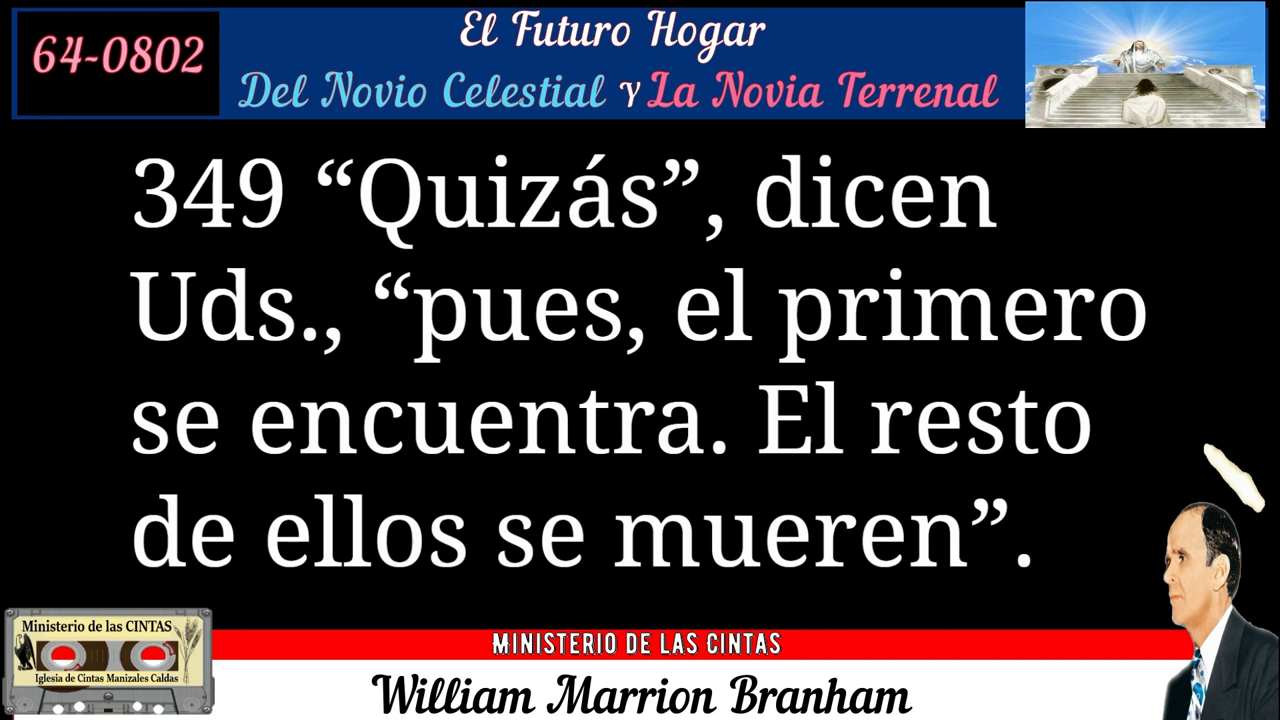 64-0802
El Futuro Hogar
Del Novio Celestial Y La Novia Terrenal
349 “Quizás”, dicen
Uds., “pues, el primero
se encuentra. El resto
de ellos se mueren”.
Ministerio de las CINTAS
Iglesia de Cintas Manizales Caldas
MINISTERIO DE LAS CINTAS
William Marrion Branham